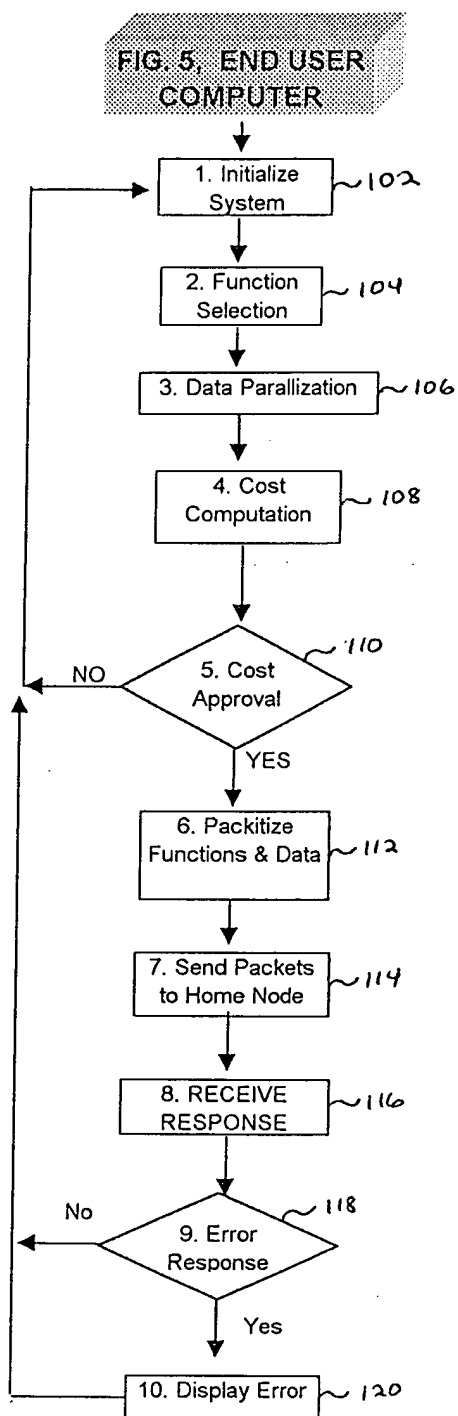 FIG. 5, END USER
COMPUTER
1. Initialize
System
102
2. Function
Selection
104
3. Data Parallization
106
4. Cost
Computation
108
110
5. Cost
Approval
NO
YES
6. Packitize
Functions & Data
112
7. Send Packets
to Home Node
114
8. RECEIVE
RESPONSE
116
118
No
9. Error
Response
Yes
10. Display Error
120